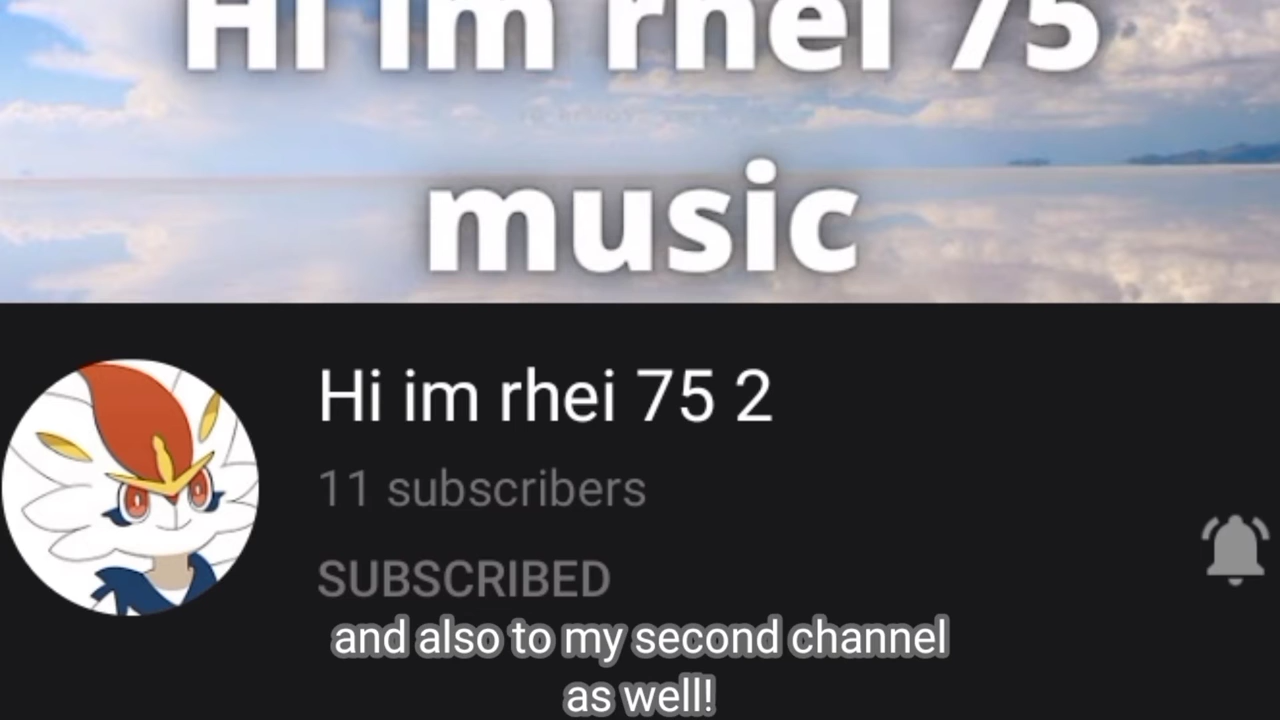 Hi im rhei 75
music
Hi im rhei 75 2
11 subscribers
SUBSCRIBED
and also to my second channel
as well!